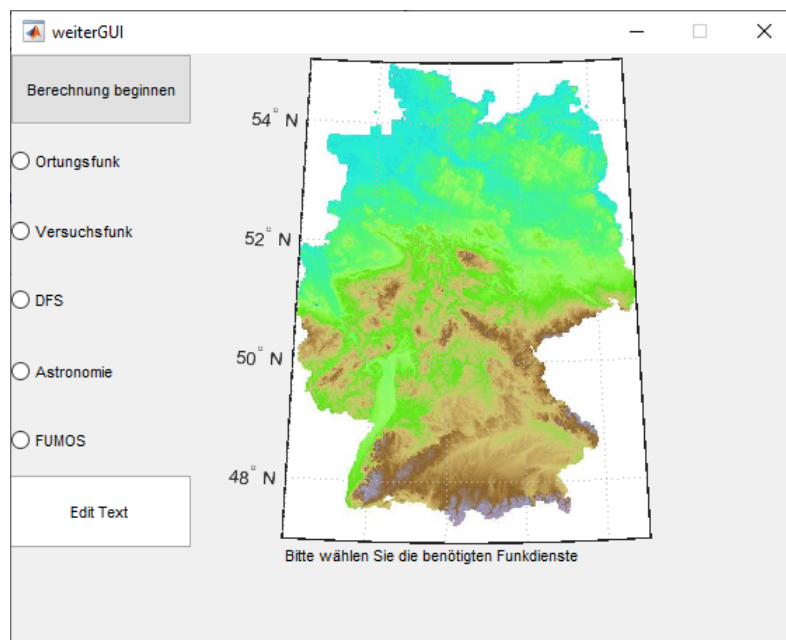 weiterGUI
Berechnung beginnen
Ortungsfunk
Versuchsfunk
DFS
Astronomie
FUMOS
Edit Text
54° N
52° N
50° N
48° N
Bitte wählen Sie die benötigten Funkdienste